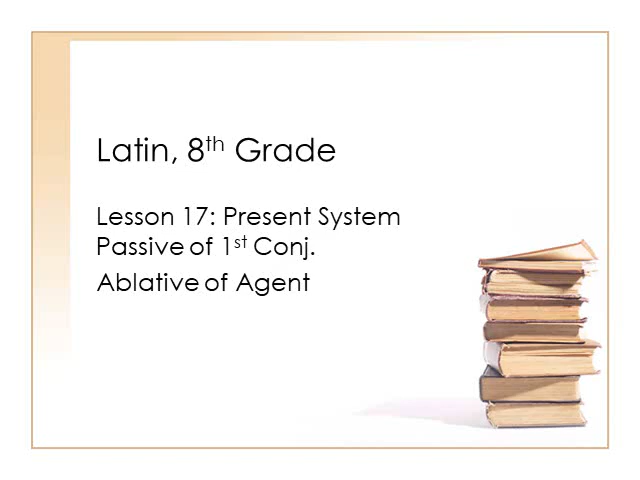 Latin, 8th Grade
Lesson 17: Present System
Passive of 1st Conj.
Ablative of Agent